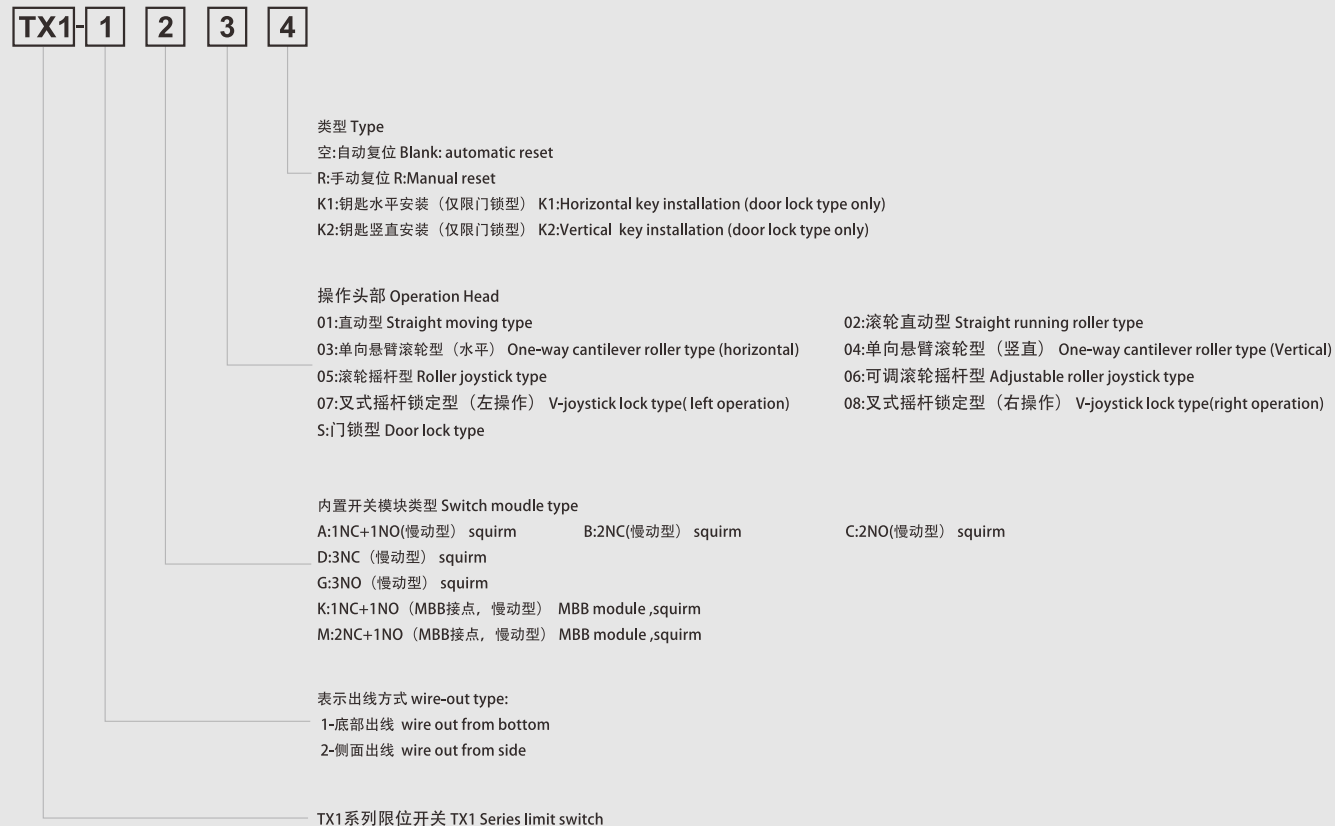 TX1-1 2 3 4
类型 Type
空:自动复位 Blank: automatic reset
R:手动复位 R:Manual reset
K1:钥匙水平安装（仅限门锁型） K1:Horizontal key installation (door lock type only)
K2:钥匙竖直安装（仅限门锁型） K2:Vertical key installation (door lock type only)
操作头部 Operation Head
01:直动型 Straight moving type 02:滚轮直动型 Straight running roller type
03:单向悬臂滚轮型（水平） One-way cantilever roller type (horizontal) 04:单向悬臂滚轮型（竖直） One-way cantilever roller type (Vertical)
05:滚轮摇杆型 Roller joystick type 06:可调滚轮摇杆型 Adjustable roller joystick type
07:叉式摇杆锁定型（左操作） V-joystick lock type( left operation) 08:叉式摇杆锁定型（右操作） V-joystick lock type(right operation)
S:门锁型 Door lock type
内置开关模块类型 Switch moudle type
A:1NC+1NO(慢动型） squirm B:2NC(慢动型） squirm C:2NO(慢动型） squirm
D:3NC（慢动型） squirm
G:3NO（慢动型） squirm
K:1NC+1NO（MBB接点，慢动型） MBB module ,squirm
M:2NC+1NO（MBB接点，慢动型） MBB module ,squirm
表示出线方式 wire-out type:
1-底部出线 wire out from bottom
2-侧面出线 wire out from side
TX1系列限位开关 TX1 Series limit switch